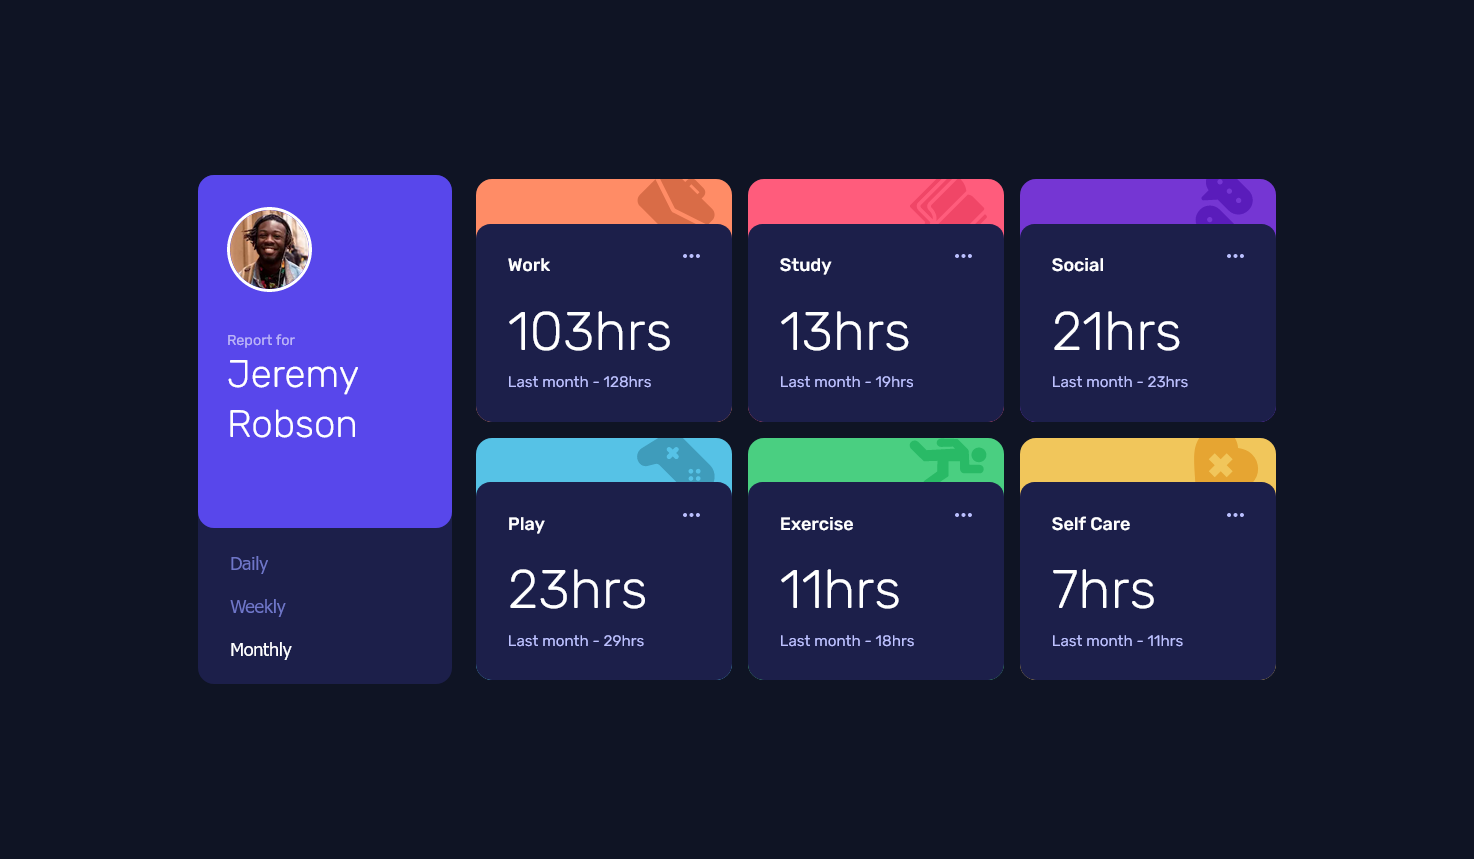 Report for
Jeremy
Robson
Daily
Weekly
Monthly
Work
103hrs
Last month - 128hrs
Study
13hrs
Last month - 19hrs
Social
21hrs
Last month - 23hrs
Play
23hrs
Last month - 29hrs
Exercise
11hrs
Last month - 18hrs
Self Care
7hrs
Last month - 11hrs